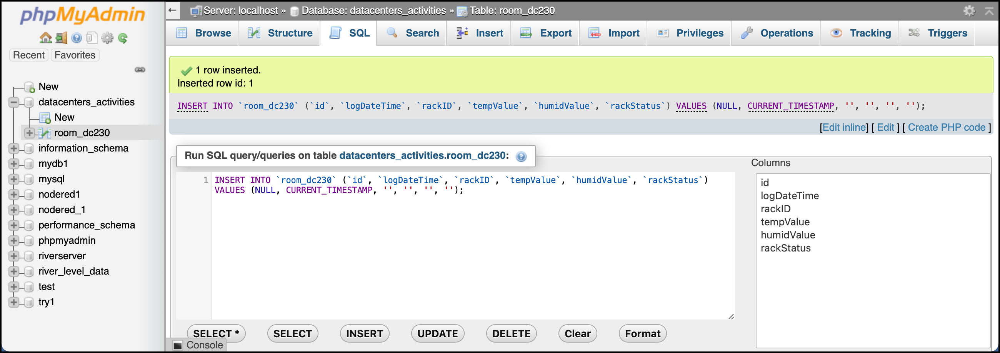 phpMyAdmin
Recent Favorites
New
datacenters_activities
New
room_dc230
information_schema
mydb1
mysql
nodered1
nodered_1
performance_schema
phpmyadmin
riverserver
river_level_data
test
try1
Server: localhost » Database: datacenters_activities » Table: room_dc230
Browse Structure SQL Search Insert Export Import Privileges Operations Tracking Triggers
1 row inserted.
Inserted row id: 1
INSERT INTO `room_dc230` (`id`, `logDateTime`, `rackID`, `tempValue`, `humidValue`, `rackStatus`) VALUES (NULL, CURRENT_TIMESTAMP, '', '', '', '');
[Edit inline] [ Edit ] [ Create PHP code ]
Run SQL query/queries on table datacenters_activities.room_dc230:
1 INSERT INTO `room_dc230` (`id`, `logDateTime`, `rackID`, `tempValue`, `humidValue`, `rackStatus`)
VALUES (NULL, CURRENT_TIMESTAMP, '', '', '', '');
Columns
id
logDateTime
rackID
tempValue
humidValue
rackStatus
SELECT * SELECT INSERT UPDATE DELETE Clear Format
Console